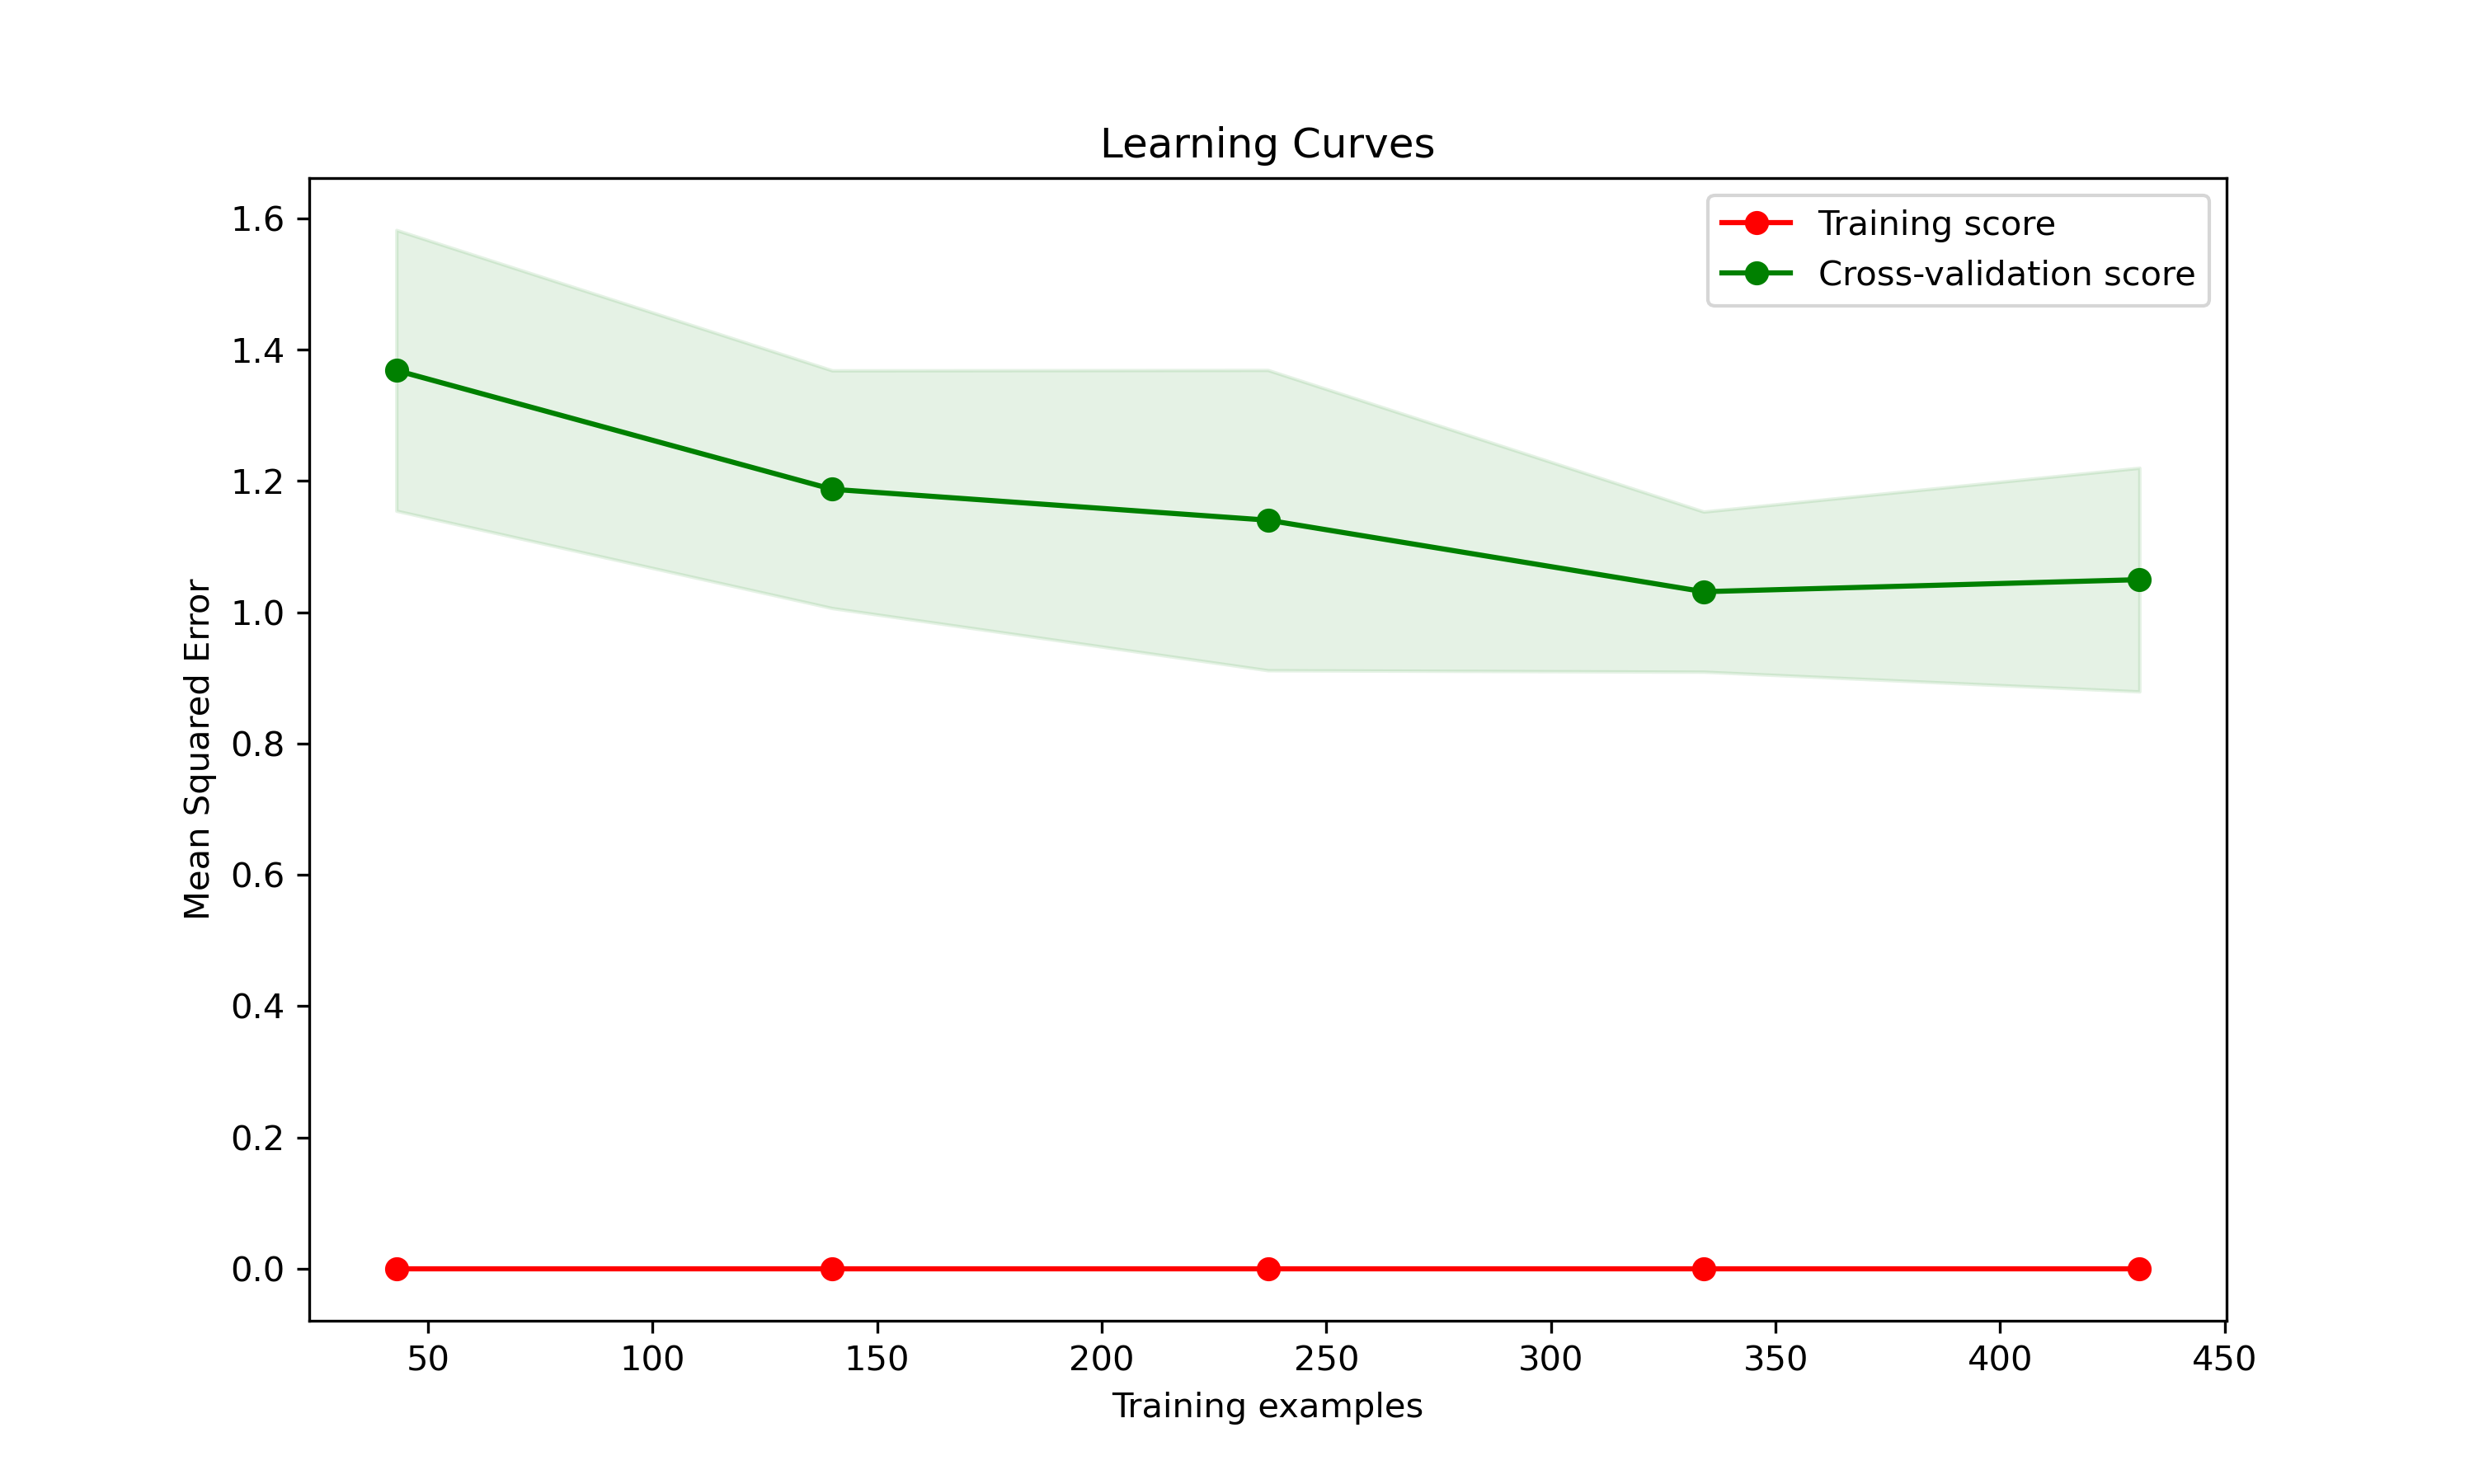 Learning Curves
Training score
Cross-validation score
1.6
1.4
1.2
1.0
0.8
0.6
0.4
0.2
0.0
Mean Squared Error
50 100 150 200 250 300 350 400 450
Training examples